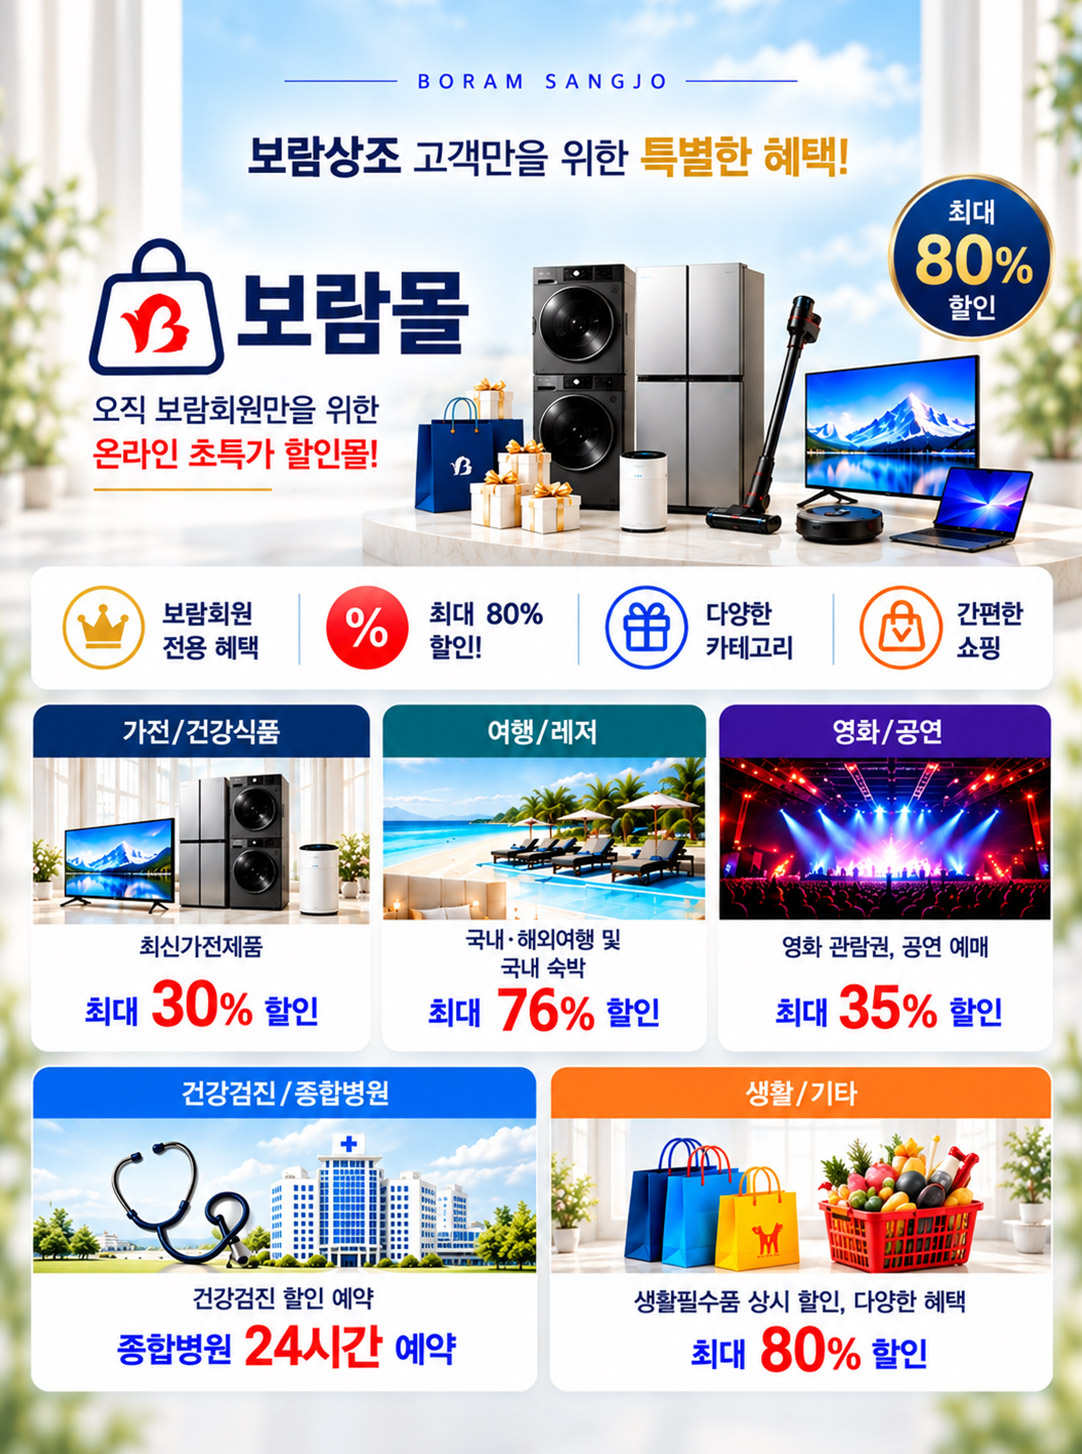 BORAM SANGJO
보람상조 고객만을 위한 특별한 혜택!
최대
80%
할인
보람몰
오직 보람회원만을 위한
온라인 초특가 할인몰!
보람회원
전용 혜택
최대 80%
할인!
다양한
카테고리
간편한
쇼핑
가전/건강식품
최신가전제품
최대 30% 할인
여행/레저
국내·해외여행 및
국내 숙박
최대 76% 할인
영화/공연
영화 관람권, 공연 예매
최대 35% 할인
건강검진/종합병원
건강검진 할인 예약
종합병원 24시간 예약
생활/기타
생활필수품 상시 할인, 다양한 혜택
최대 80% 할인